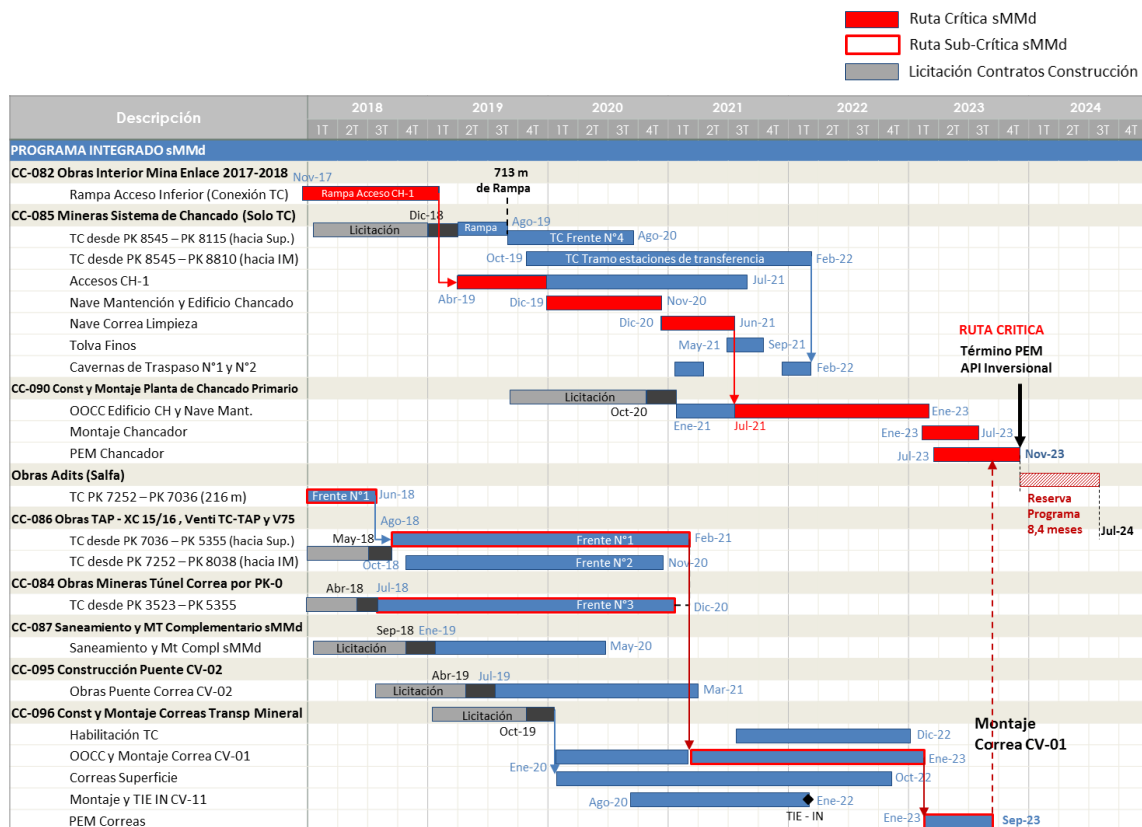 Ruta Crítica sMMd
Ruta Sub-Crítica sMMd
Licitación Contratos Construcción
Descripción
2018 2019 2020 2021 2022 2023 2024
1T 2T 3T 4T 1T 2T 3T 4T 1T 2T 3T 4T 1T 2T 3T 4T 1T 2T 3T 4T 1T 2T 3T 4T 1T 2T 3T 4T
PROGRAMA INTEGRADO sMMd
CC-082 Obras Interior Mina Enlace 2017-2018
Nov-17
713 m
de Rampa
Rampa Acceso Inferior (Conexión TC) Rampa Acceso CH-1
CC-085 Mineras Sistema de Chancado (Solo TC) Dic-18
Licitación Rampa Ago-19
TC desde PK 8545 – PK 8115 (hacia Sup.) TC Frente N°4 Ago-20
TC desde PK 8545 – PK 8810 (hacia IM) Oct-19 TC Tramo estaciones de transferencia Feb-22
Accesos CH-1 Abr-19 Jul-21
Nave Mantención y Edificio Chancado Dic-19 Nov-20
Nave Correa Limpieza Dic-20 Jun-21
RUTA CRITICA
Término PEM
API Inversional
Tolva Finos May-21 Sep-21
Cavernas de Traspaso N°1 y N°2 Feb-22
CC-090 Const y Montaje Planta de Chancado Primario Licitación
Oct-20
OOCC Edificio CH y Nave Mant. Ene-21 Jul-21 Ene-23
Montaje Chancador Ene-23 Jul-23
PEM Chancador Jul-23 Nov-23
Obras Adits (Salfa)
TC PK 7252 – PK 7036 (216 m) Frente N°1 Jun-18
Reserva
Programa
8,4 meses
Jul-24
CC-086 Obras TAP - XC 15/16 , Venti TC-TAP y V75 Ago-18
TC desde PK 7036 – PK 5355 (hacia Sup.) May-18 Frente N°1 Feb-21
TC desde PK 7252 – PK 8038 (hacia IM) Oct-18 Frente N°2 Nov-20
CC-084 Obras Mineras Túnel Correa por PK-0 Abr-18 Jul-18
TC desde PK 3523 – PK 5355 Frente N°3 Dic-20
CC-087 Saneamiento y MT Complementario sMMd Sep-18 Ene-19
Saneamiento y Mt Compl sMMd Licitación May-20
CC-095 Construcción Puente CV-02 Abr-19 Jul-19
Obras Puente Correa CV-02 Licitación Mar-21
CC-096 Const y Montaje Correas Transp Mineral Licitación
Oct-19
Montaje
Correa CV-01
Habilitación TC Dic-22
OOCC y Montaje Correa CV-01 Ene-20 Ene-23
Correas Superficie Oct-22
Montaje y TIE IN CV-11 Ago-20 Ene-22
TIE - IN
PEM Correas Ene-23 Sep-23